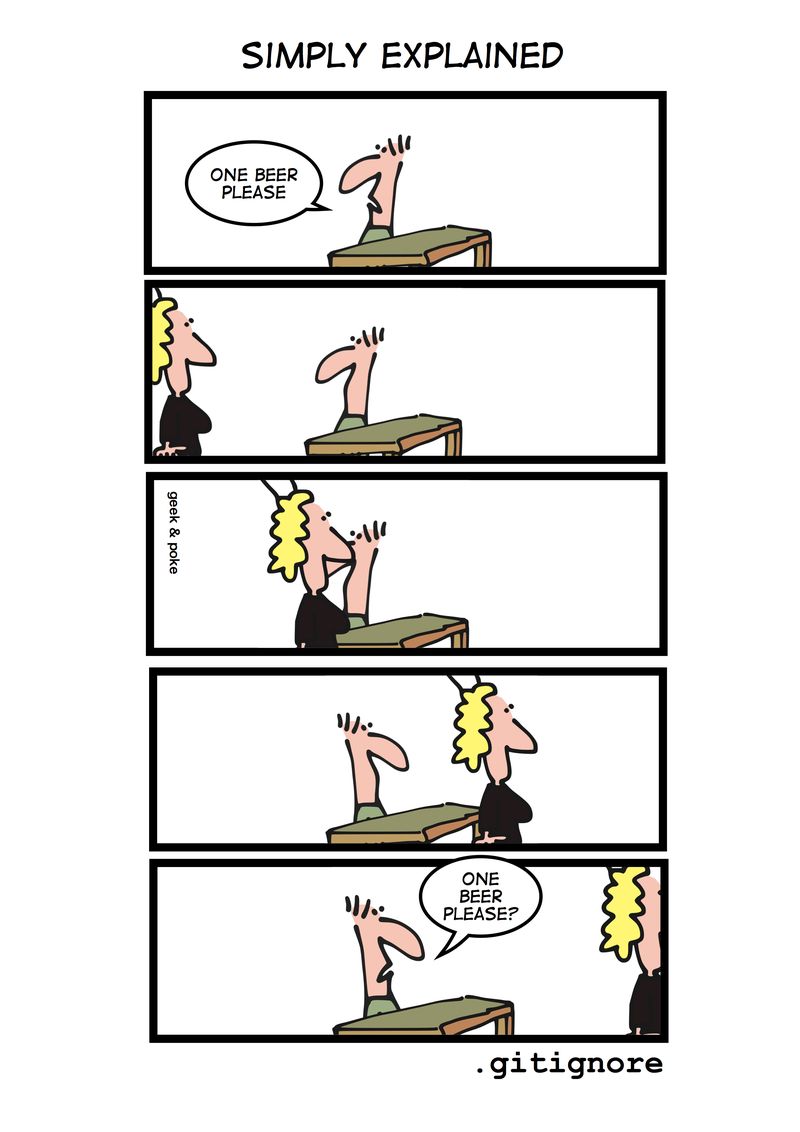 SIMPLY EXPLAINED
ONE BEER
PLEASE
geek & poke
ONE
BEER
PLEASE?
.gitignore